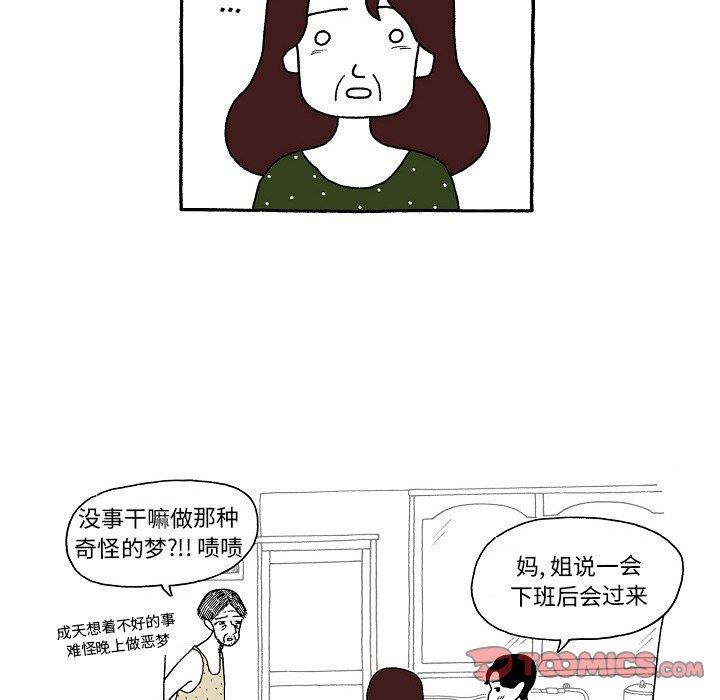 ...
没事干嘛做那种
奇怪的梦?!! 啧啧
成天想着不好的事
难怪晚上做恶梦
妈, 姐说一会
下班后会过来
TOOMICS.COM